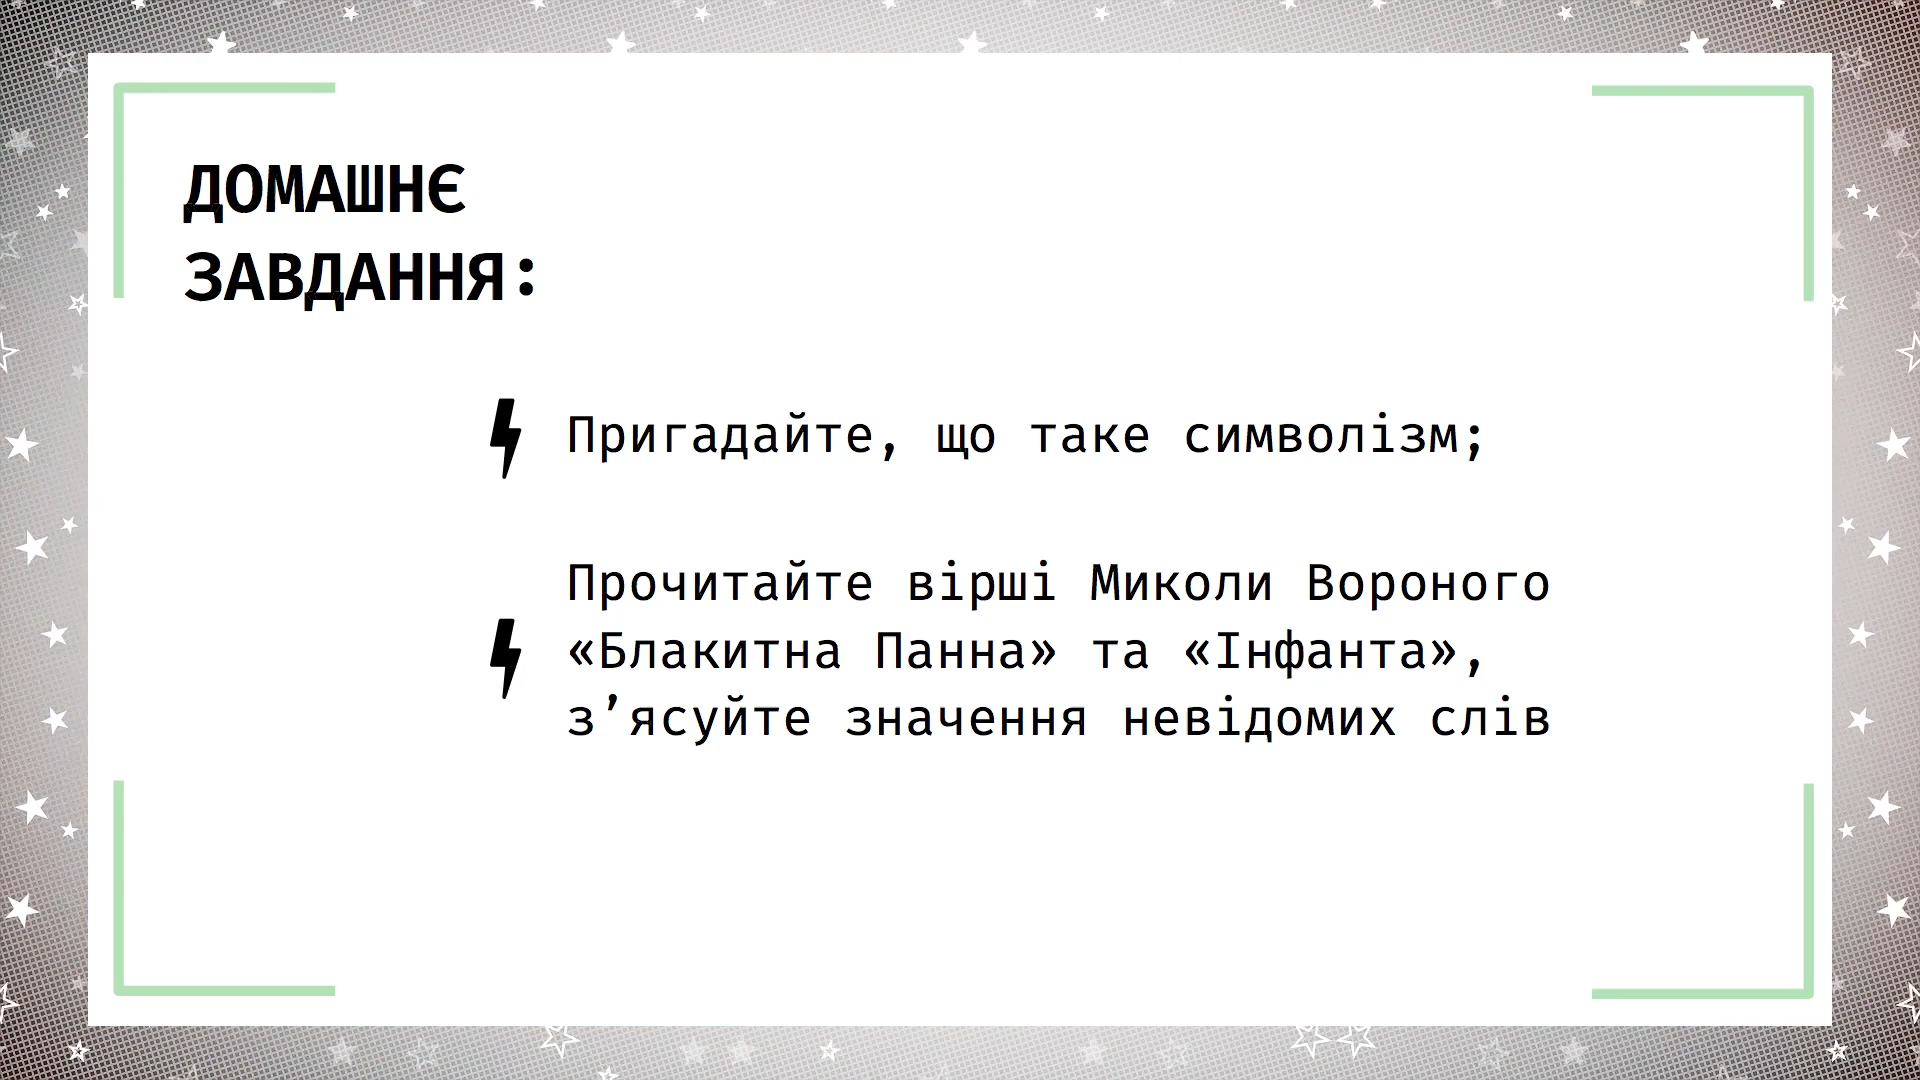 ДОМАШНЄ
ЗАВДАННЯ:
Пригадайте, що таке символізм;
Прочитайте вірші Миколи Вороного
«Блакитна Панна» та «Інфанта»,
з’ясуйте значення невідомих слів